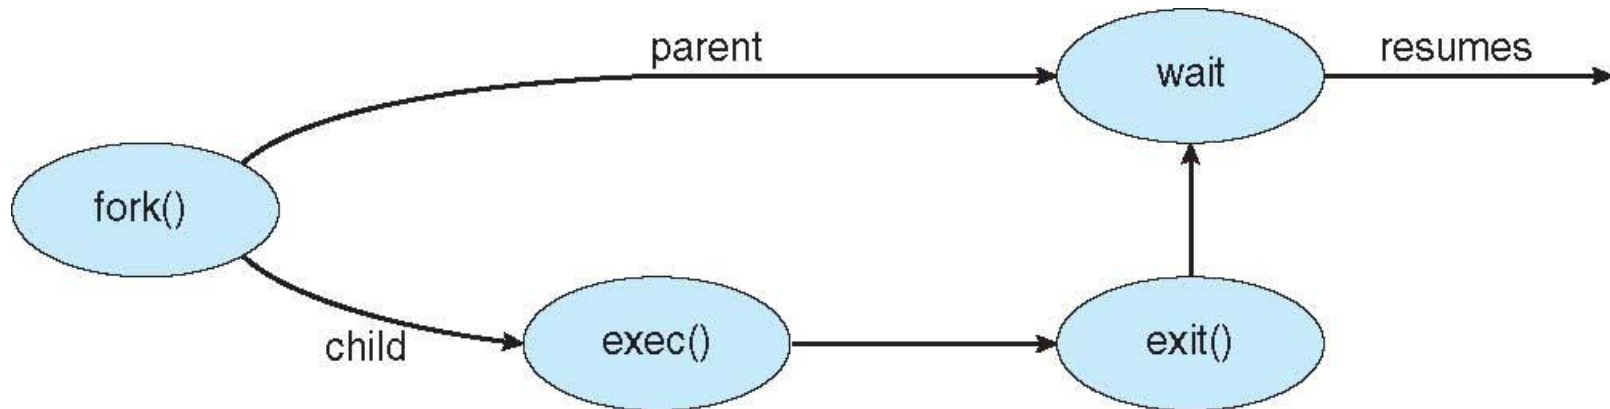 parent
wait
resumes
fork()
child
exec()
exit()